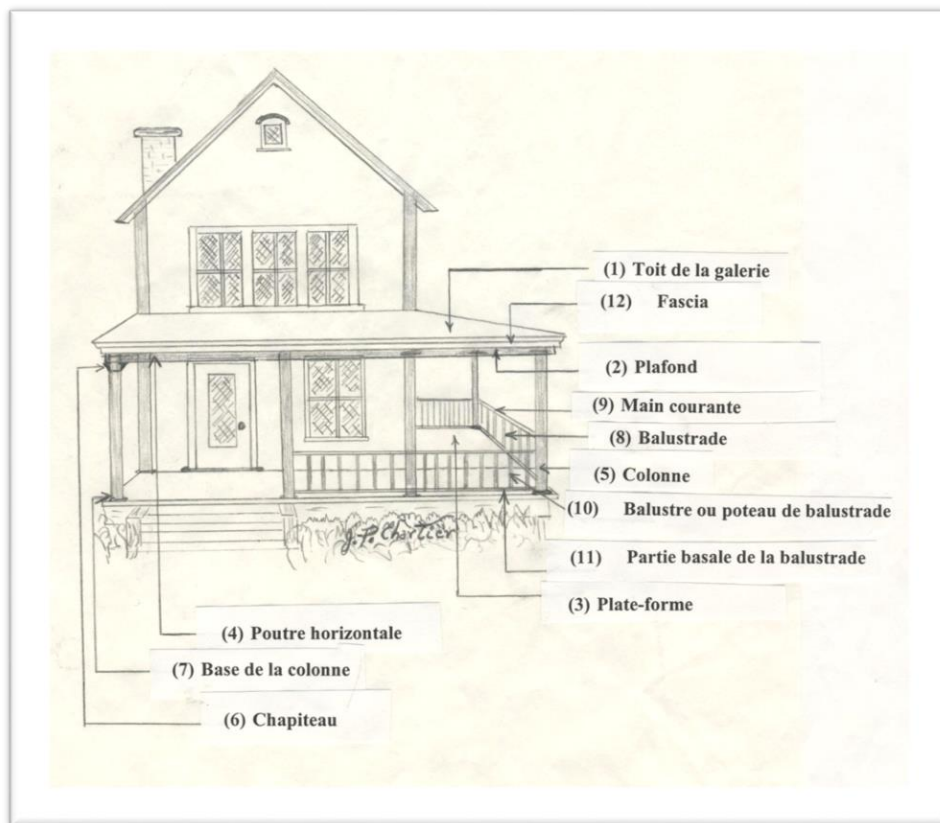 (1) Toit de la galerie
(12) Fascia
(2) Plafond
(9) Main courante
(8) Balustrade
(5) Colonne
(10) Balustre ou poteau de balustrade
J.P. Chartier
(11) Partie basale de la balustrade
(3) Plate-forme
(4) Poutre horizontale
(7) Base de la colonne
(6) Chapiteau